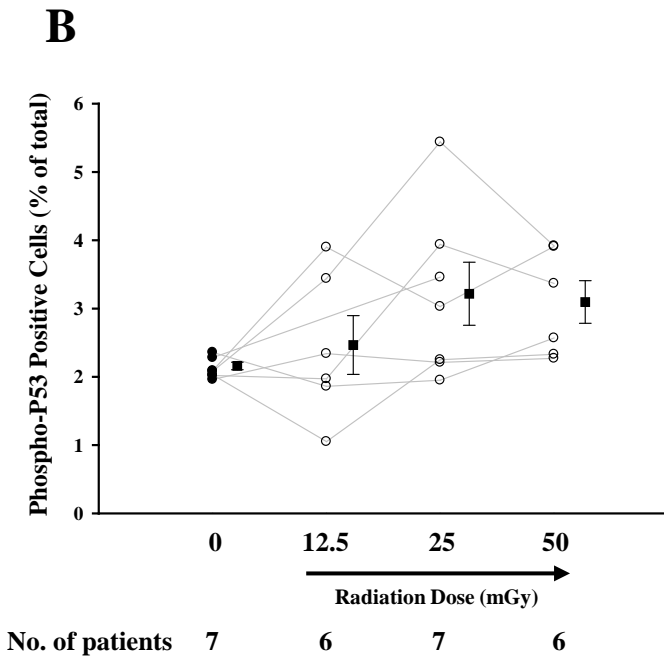 B
Phospho-P53 Positive Cells (% of total)
6
5
4
3
2
1
0
0 12.5 25 50
Radiation Dose (mGy)
No. of patients 7 6 7 6